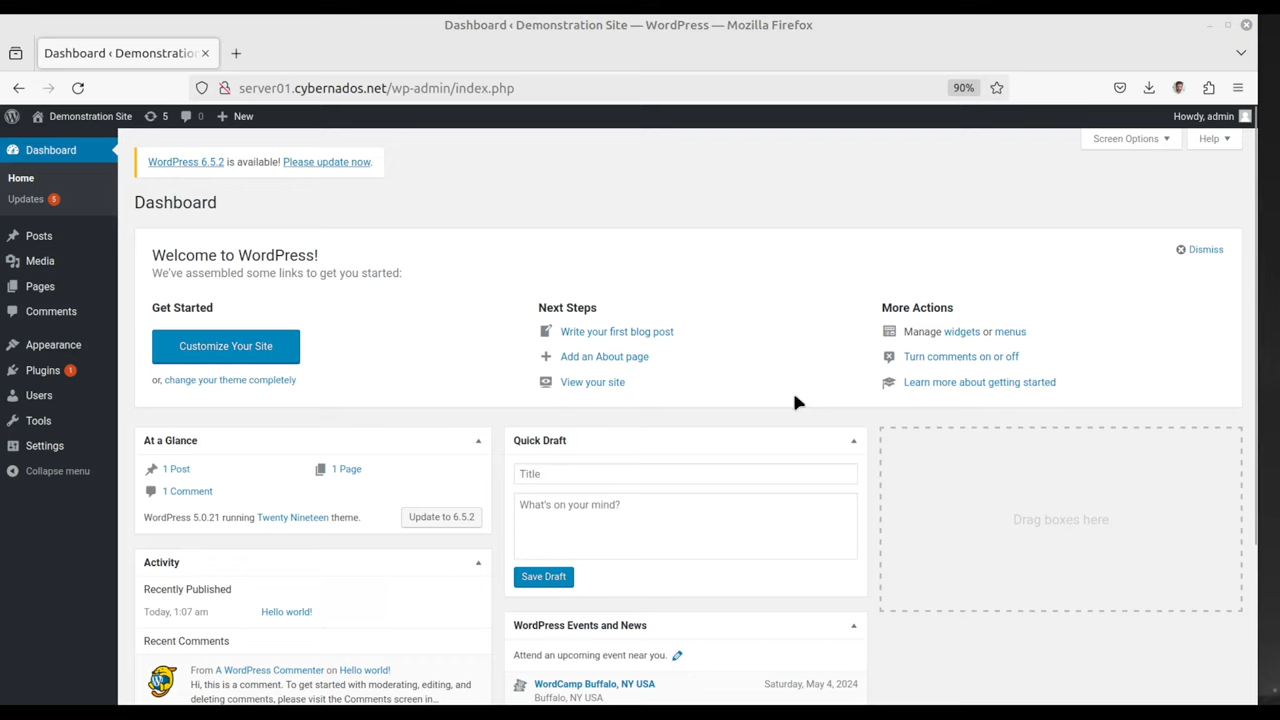 Dashboard ‹ Demonstration Site — WordPress — Mozilla Firefox
Dashboard ‹ Demonstration
server01.cybernados.net/wp-admin/index.php
90%
Demonstration Site
5
0
New
Howdy, admin
Dashboard
Home
Updates 5
Posts
Media
Pages
Comments
Appearance
Plugins 1
Users
Tools
Settings
Collapse menu
Screen Options
Help
WordPress 6.5.2 is available! Please update now.
Dashboard
Welcome to WordPress!
We've assembled some links to get you started:
Dismiss
Get Started
Customize Your Site
or, change your theme completely
Next Steps
Write your first blog post
Add an About page
View your site
More Actions
Manage widgets or menus
Turn comments on or off
Learn more about getting started
At a Glance
1 Post
1 Page
1 Comment
WordPress 5.0.21 running Twenty Nineteen theme.
Update to 6.5.2
Activity
Recently Published
Today, 1:07 am
Hello world!
Recent Comments
From A WordPress Commenter on Hello world!
Hi, this is a comment. To get started with moderating, editing, and
deleting comments, please visit the Comments screen in…
Quick Draft
Title
What's on your mind?
Save Draft
WordPress Events and News
Attend an upcoming event near you.
WordCamp Buffalo, NY USA
Saturday, May 4, 2024
Buffalo, NY USA
Drag boxes here